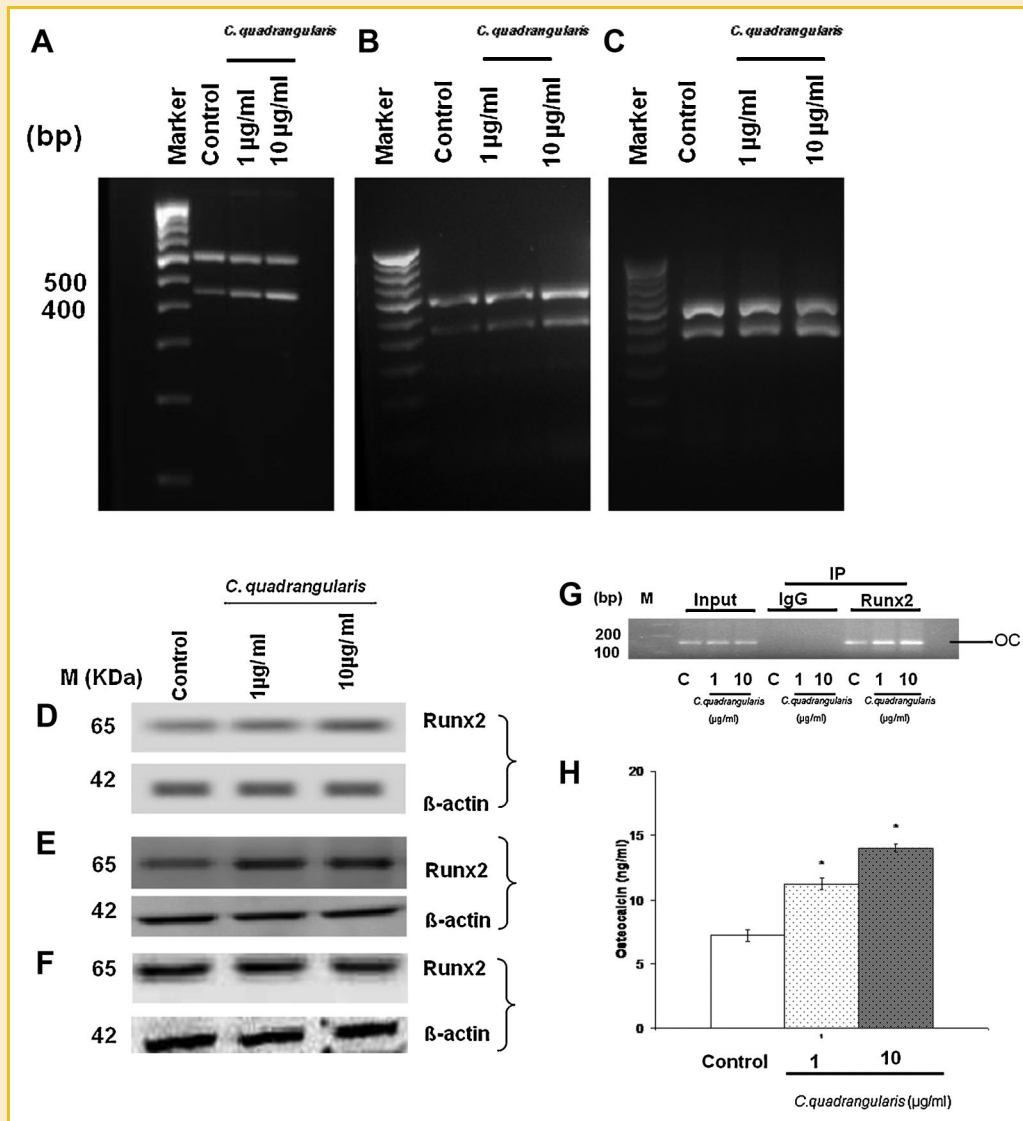 A
C. quadrangularis
B
C. quadrangularis
C
C. quadrangularis
(bp)
Marker
Control
1 µg/ml
10 µg/ml
Marker
Control
1 µg/ml
10 µg/ml
Marker
Control
1 µg/ml
10 µg/ml
500
400
C. quadrangularis
M (KDa)
Control
1µg/ml
10µg/ml
D
65
Runx2
42
ß-actin
E
65
Runx2
42
ß-actin
F
65
Runx2
42
ß-actin
IP
G
(bp) M Input IgG Runx2
200
100
OC
C 1 10 C 1 10 C 1 10
C.quadrangularis C.quadrangularis C.quadrangularis
(µg/ml) (µg/ml) (µg/ml)
H
Osteocalcin (ng/ml)
20
15
10
5
0
*
*
1
Control 1 10
C.quadrangularis (µg/ml)